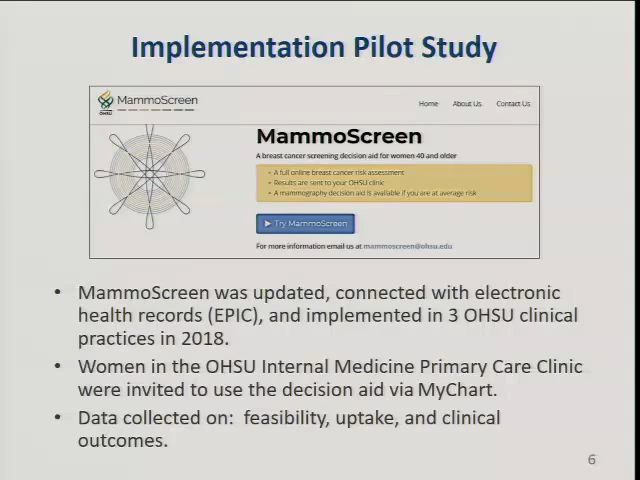 Implementation Pilot Study
OHSU
MammoScreen
Home About Us Contact Us
MammoScreen
A breast cancer screening decision aid for women 40 and older
• A full online breast cancer risk assessment
• Results are sent to your OHSU clinic
• A mammography decision aid is available if you are at average risk
Try MammoScreen
For more information email us at mammoscreen@ohsu.edu
• MammoScreen was updated, connected with electronic
health records (EPIC), and implemented in 3 OHSU clinical
practices in 2018.
• Women in the OHSU Internal Medicine Primary Care Clinic
were invited to use the decision aid via MyChart.
• Data collected on: feasibility, uptake, and clinical
outcomes.
6